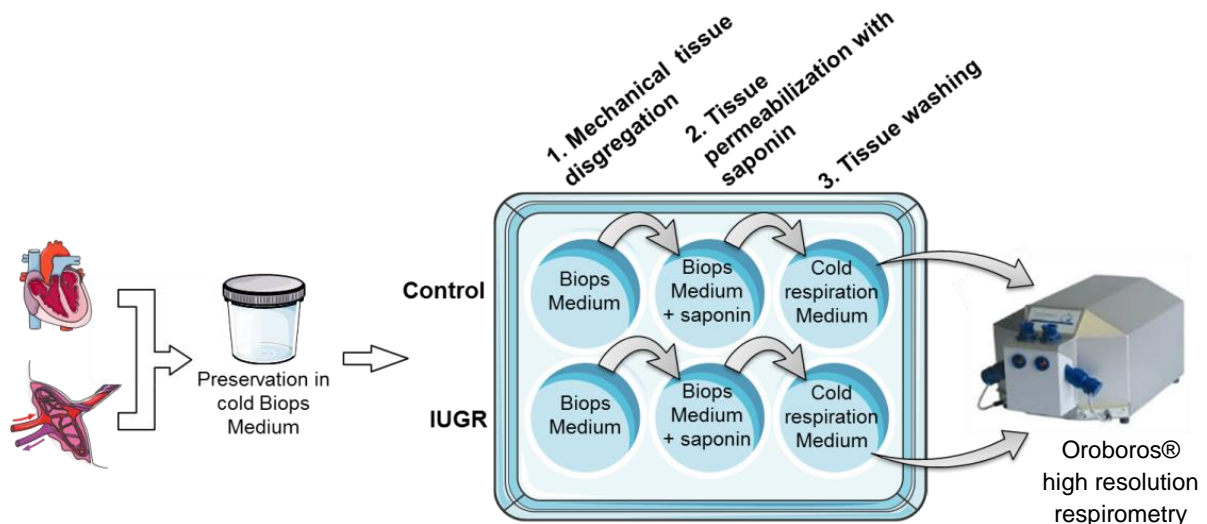 1. Mechanical tissue
disgregation
2. Tissue
permeabilization with
saponin
3. Tissue washing
Control
Biops
Medium
Biops
Medium
+ saponin
Cold
respiration
Medium
Preservation in
cold Biops
Medium
IUGR
Biops
Medium
Biops
Medium
+ saponin
Cold
respiration
Medium
Oroboros®
high resolution
respirometry